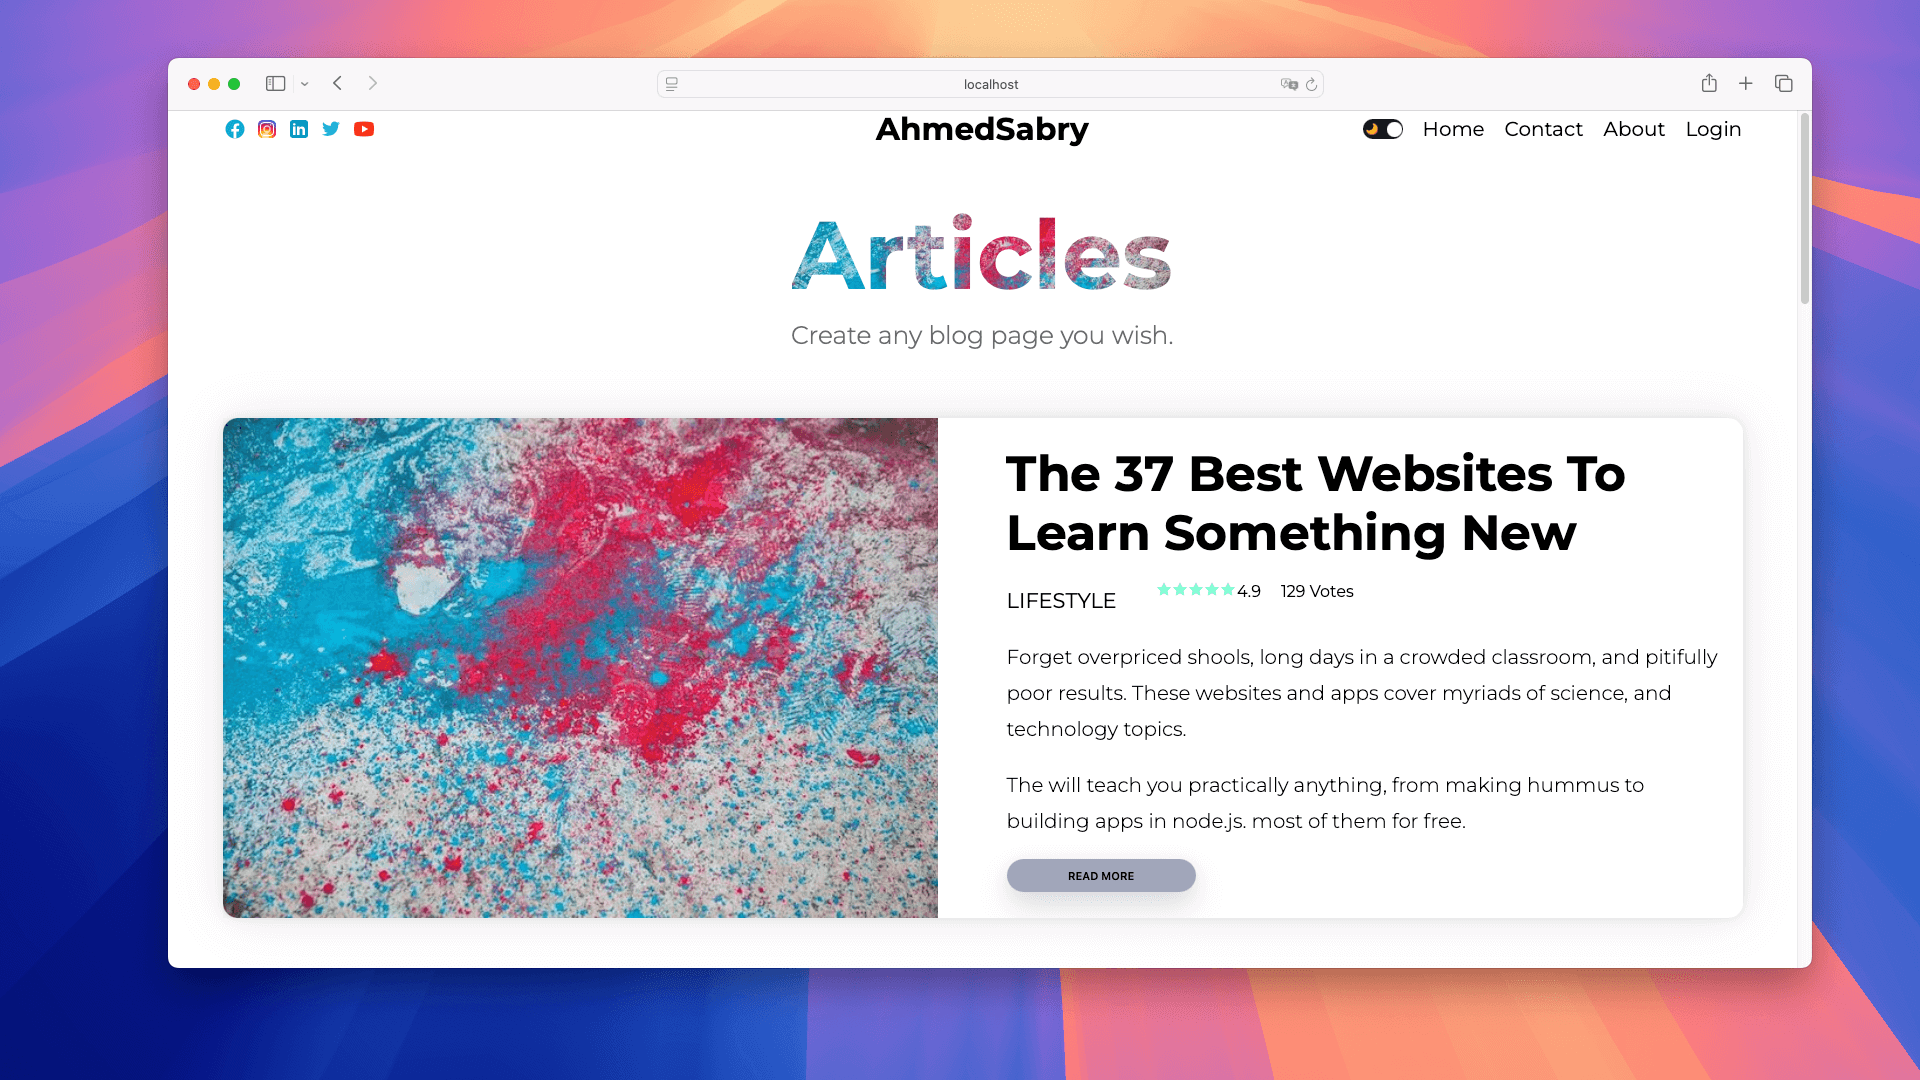 localhost
AhmedSabry
Home Contact About Login
Articles
Create any blog page you wish.
The 37 Best Websites To
Learn Something New
LIFESTYLE
4.9 129 Votes
Forget overpriced shools, long days in a crowded classroom, and pitifully
poor results. These websites and apps cover myriads of science, and
technology topics.
The will teach you practically anything, from making hummus to
building apps in node.js. most of them for free.
READ MORE